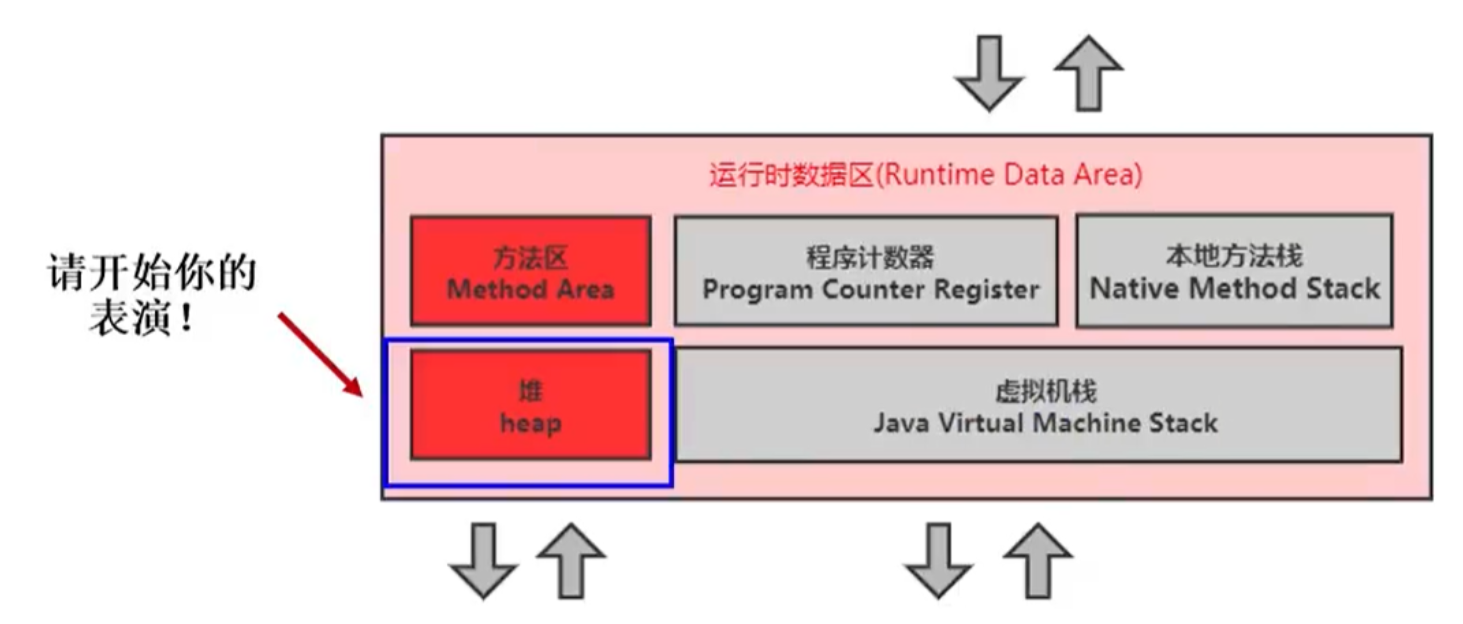 运行时数据区(Runtime Data Area)
方法区
Method Area
程序计数器
Program Counter Register
本地方法栈
Native Method Stack
请开始你的
表演!
堆
heap
虚拟机栈
Java Virtual Machine Stack